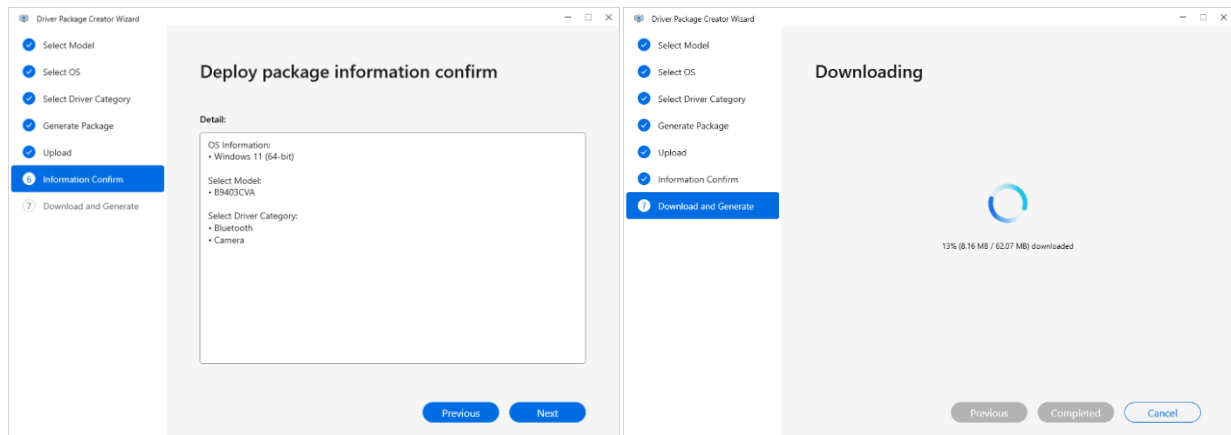 Driver Package Creator Wizard
Select Model
Select OS
Select Driver Category
Generate Package
Upload
6 Information Confirm
7 Download and Generate
Deploy package information confirm
Detail:
OS Information:
• Windows 11 (64-bit)
Select Model:
• B9403CVA
Select Driver Category:
• Bluetooth
• Camera
Previous
Next
Driver Package Creator Wizard
Select Model
Select OS
Select Driver Category
Generate Package
Upload
Information Confirm
7 Download and Generate
Downloading
13% (8.16 MB / 62.07 MB) downloaded
Previous
Completed
Cancel